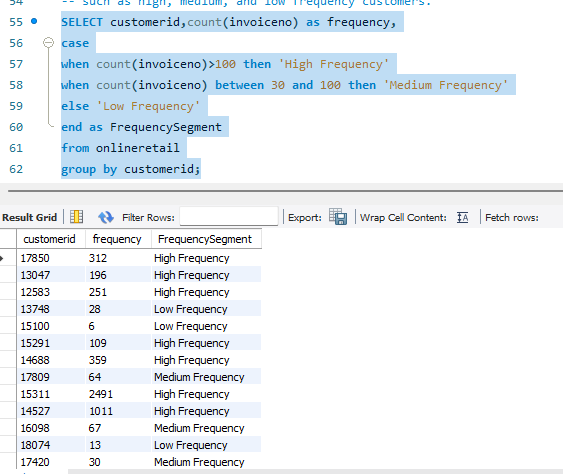 54 -- such as high, medium, and low frequency customers.
55 SELECT customerid,count(invoiceno) as frequency,
56 case
57 when count(invoiceno)>100 then 'High Frequency'
58 when count(invoiceno) between 30 and 100 then 'Medium Frequency'
59 else 'Low Frequency'
60 end as FrequencySegment
61 from onlineretail
62 group by customerid;
Result Grid Filter Rows: Export: Wrap Cell Content: IA Fetch rows:
customerid frequency FrequencySegment
17850 312 High Frequency
13047 196 High Frequency
12583 251 High Frequency
13748 28 Low Frequency
15100 6 Low Frequency
15291 109 High Frequency
14688 359 High Frequency
17809 64 Medium Frequency
15311 2491 High Frequency
14527 1011 High Frequency
16098 67 Medium Frequency
18074 13 Low Frequency
17420 30 Medium Frequency